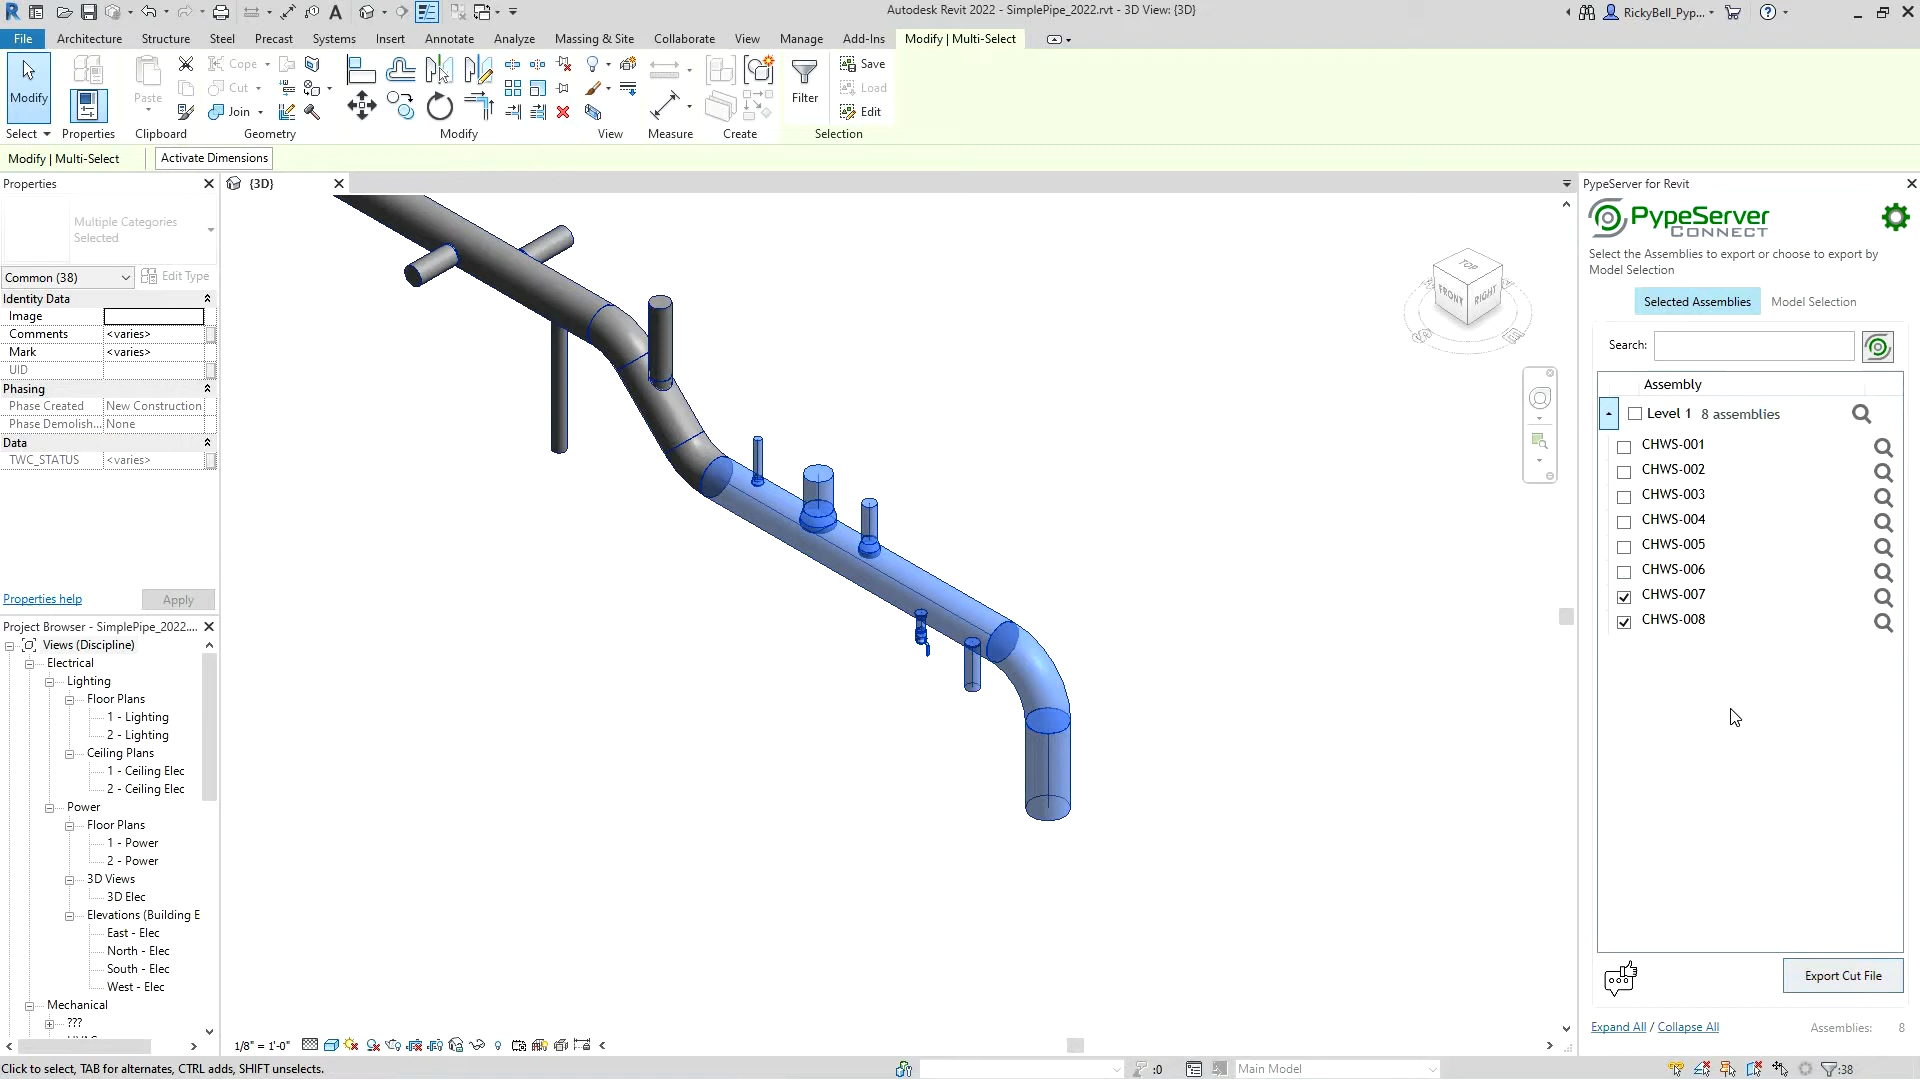 Autodesk Revit 2022 - SimplePipe_2022.rvt - 3D View: {3D}
RickyBell_Pyp...
File Architecture Structure Steel Precast Systems Insert Annotate Analyze Massing & Site Collaborate View Manage Add-Ins Modify | Multi-Select
Modify
Paste
Cope
Cut
Join
Filter
Save
Load
Edit
Select Properties Clipboard Geometry Modify View Measure Create Selection
Modify | Multi-Select Activate Dimensions
Properties
{3D}
Multiple Categories
Selected
Common (38) Edit Type
Identity Data
Image
Comments <varies>
Mark <varies>
UID
Phasing
Phase Created New Construction
Phase Demolish... None
Data
TWC_STATUS <varies>
Properties help Apply
Project Browser - SimplePipe_2022....
Views (Discipline)
Electrical
Lighting
Floor Plans
1 - Lighting
2 - Lighting
Ceiling Plans
1 - Ceiling Elec
2 - Ceiling Elec
Power
Floor Plans
1 - Power
2 - Power
3D Views
3D Elec
Elevations (Building E
East - Elec
North - Elec
South - Elec
West - Elec
Mechanical
???
TOP
FRONT
RIGHT
PypeServer for Revit
PypeServer
CONNECT
Select the Assemblies to export or choose to export by
Model Selection
Selected Assemblies Model Selection
Search:
Assembly
Level 1 8 assemblies
CHWS-001
CHWS-002
CHWS-003
CHWS-004
CHWS-005
CHWS-006
CHWS-007
CHWS-008
Export Cut File
Expand All / Collapse All Assemblies: 8
1/8" = 1'-0"
Click to select, TAB for alternates, CTRL adds, SHIFT unselects.
:0
Main Model
:38